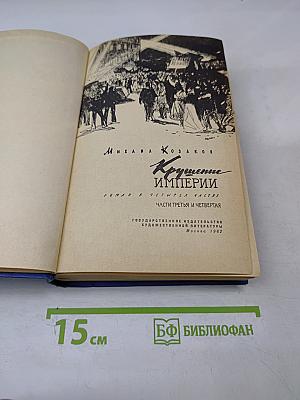 Михаил Козаков
Крушение
ИМПЕРИИ
РОМАН В ЧЕТЫРЕХ ЧАСТЯХ
ЧАСТИ ТРЕТЬЯ И ЧЕТВЕРТАЯ
ГОСУДАРСТВЕННОЕ ИЗДАТЕЛЬСТВО
ХУДОЖЕСТВЕННОЙ ЛИТЕРАТУРЫ
Москва 1962
15 см
БФ БИБЛИОФАН